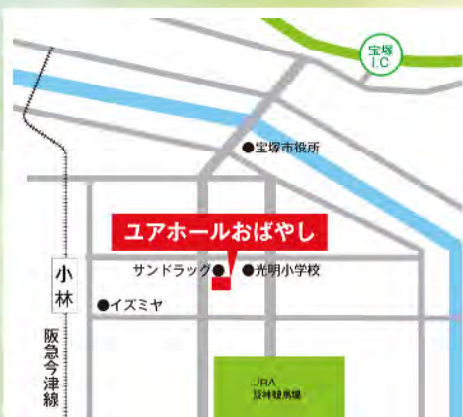 宝塚
I.C
●宝塚市役所
ユアホールおばやし
サンドラッグ●
●光明小学校
小林
●イズミヤ
阪急今津線
JRA
阪神競馬場